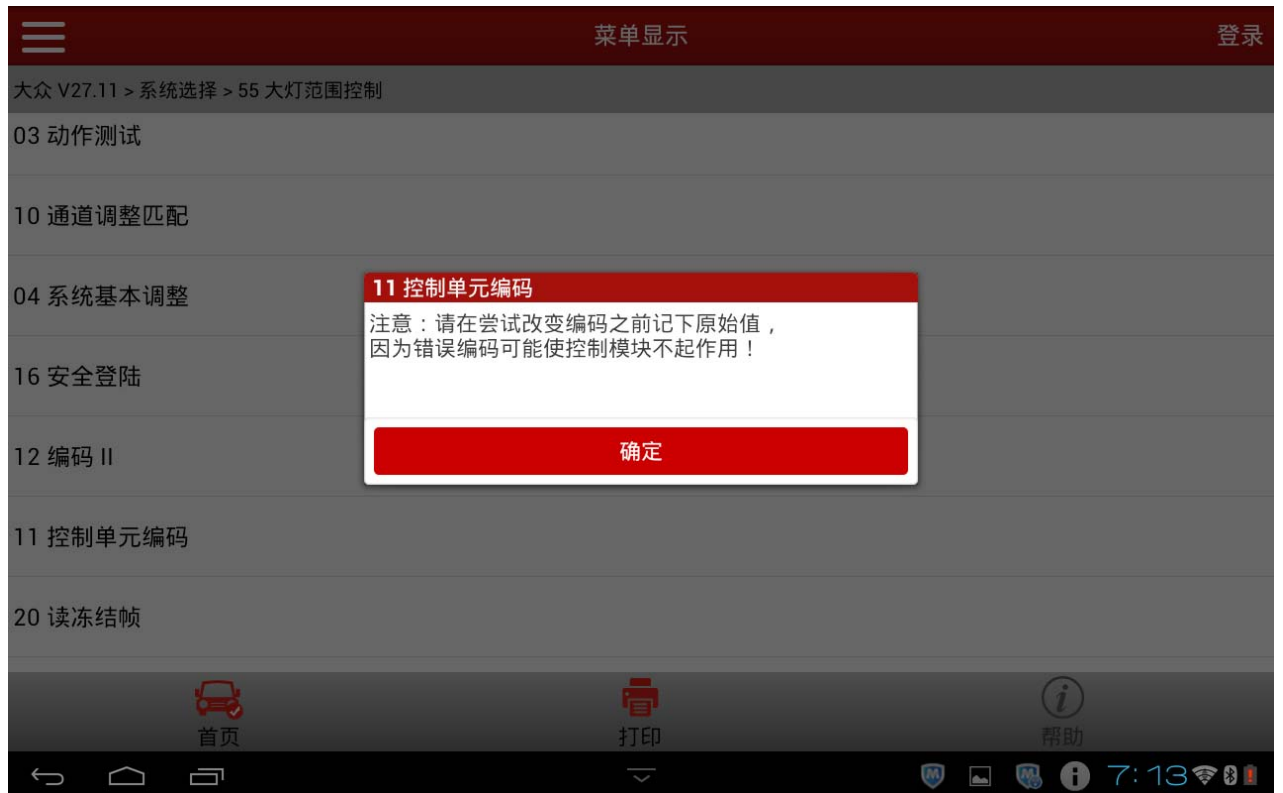 菜单显示
登录
大众 V27.11 > 系统选择 > 55 大灯范围控制
03 动作测试
10 通道调整匹配
04 系统基本调整
11 控制单元编码
注意：请在尝试改变编码之前记下原始值，
因为错误编码可能使控制模块不起作用！
确定
16 安全登陆
12 编码 II
11 控制单元编码
20 读冻结帧
首页
打印
帮助
7:13